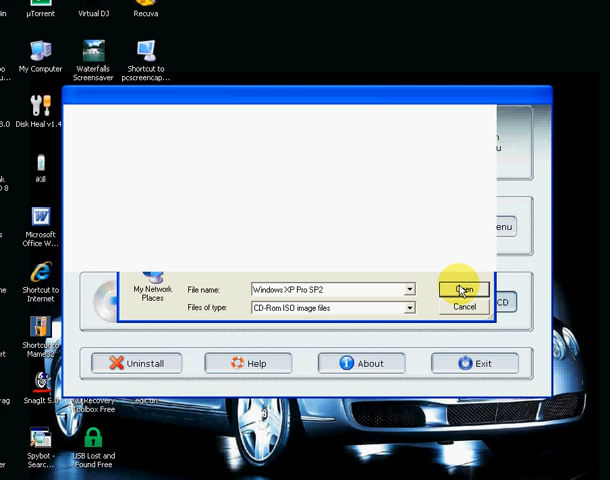 µTorrent
Virtual DJ
Recuva
My Computer
Waterfalls
Screensaver
Shortcut to
pcscreencap...
Disk Heal v1.4
iKill
Microsoft
Office W...
Shortcut to
Internet
Shortcut to
Mame32
SnagIt 5.0
Recovery
Toolbox Free
Spybot -
Searc...
USB Lost and
Found Free
enu
My Network
Places
File name:
Windows XP Pro SP2
Open
Files of type:
CD-Rom ISO image files
Cancel
CD
Uninstall
Help
About
Exit